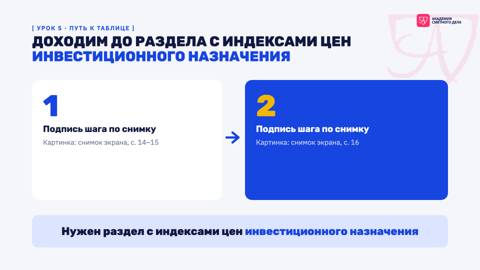 [ УРОК 5 · ПУТЬ К ТАБЛИЦЕ ]
ДОХОДИМ ДО РАЗДЕЛА С ИНДЕКСАМИ ЦЕН
ИНВЕСТИЦИОННОГО НАЗНАЧЕНИЯ
АКАДЕМИЯ
СМЕТНОГО ДЕЛА
1
Подпись шага по снимку
Картинка: снимок экрана, с. 14–15
2
Подпись шага по снимку
Картинка: снимок экрана, с. 16
Нужен раздел с индексами цен инвестиционного назначения